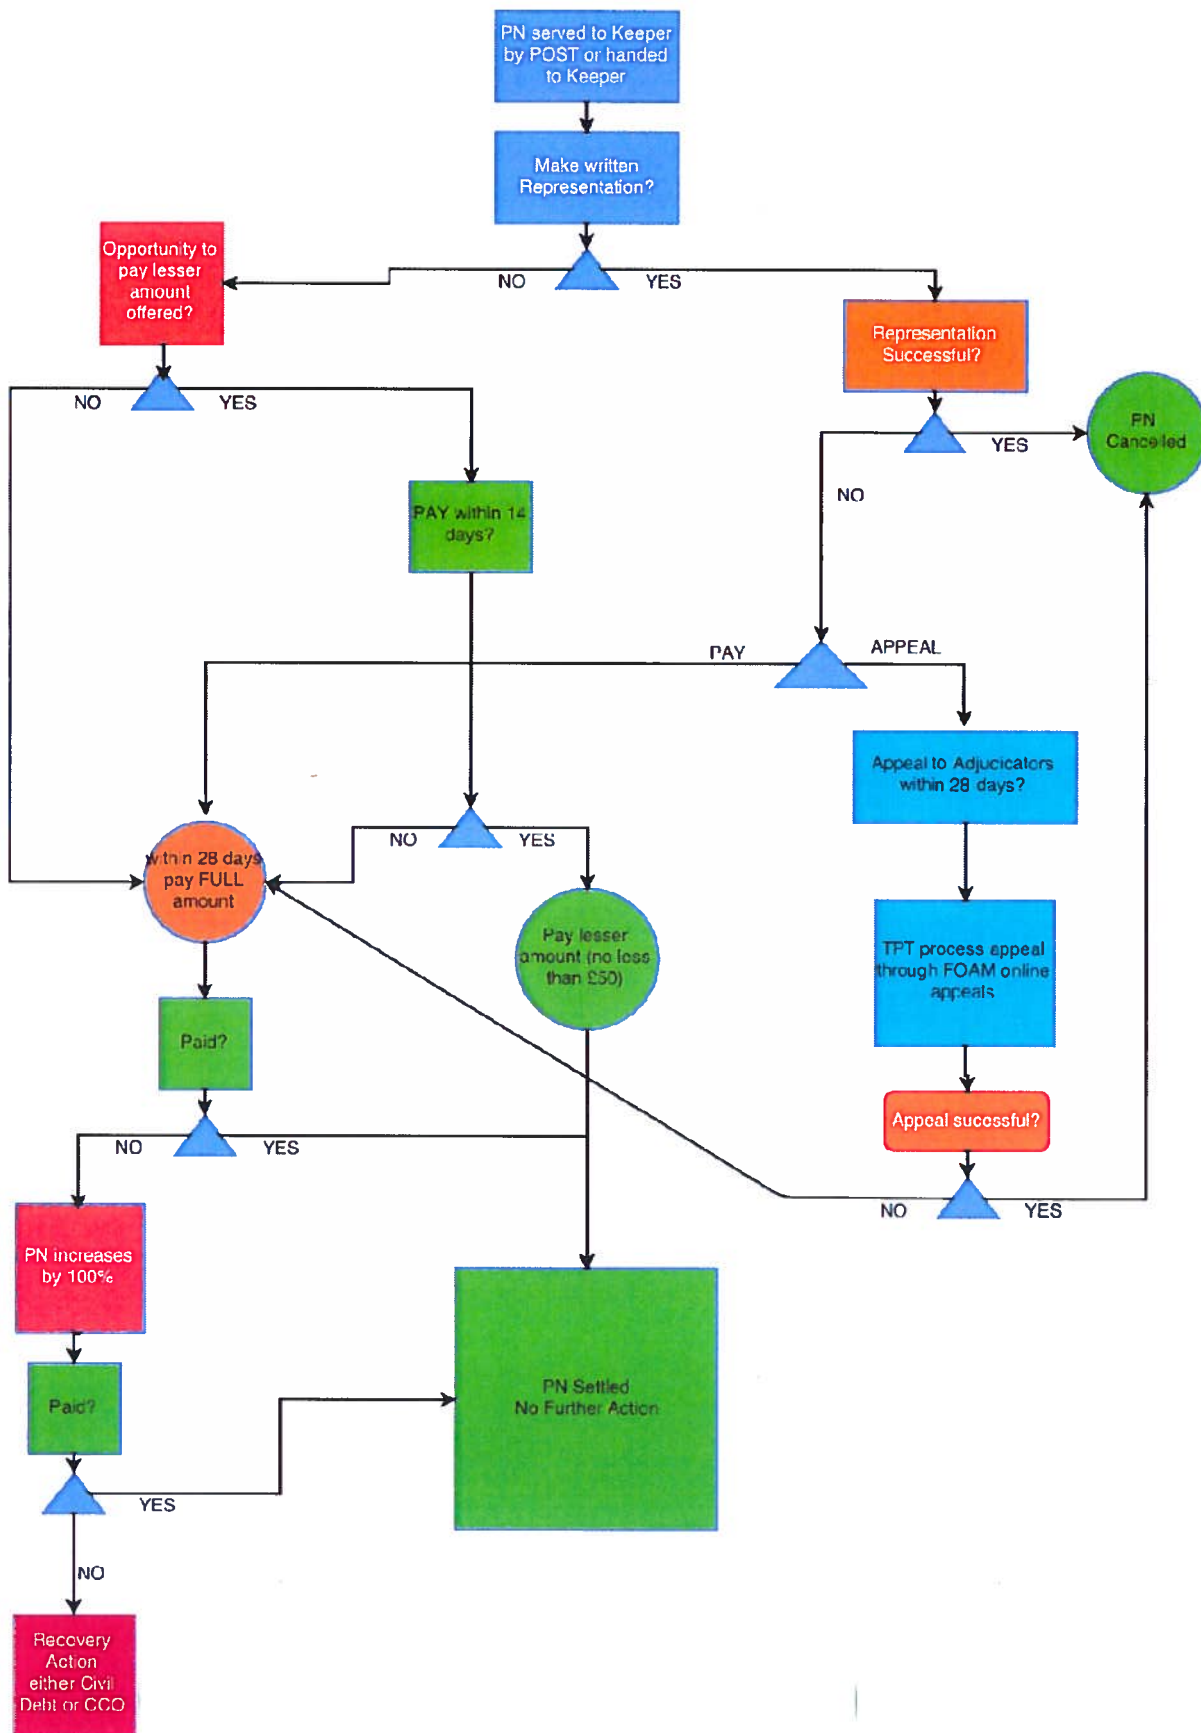 PN served to Keeper
by POST or handed
to Keeper
Make written
Representation?
NO
YES
Opportunity to
pay lesser
amount
offered?
Representation
Successful?
NO
YES
YES
PN
Cancelled
NO
PAY within 14
days?
PAY
APPEAL
Appeal to Adjucicators
within 28 days?
NO
YES
within 28 days
pay FULL
amount
Pay lesser
amount (no less
than £50)
TPT process appeal
through FOAM online
appeals
Paid?
Appeal sucessful?
NO
YES
NO
YES
PN increases
by 100%
PN Settled
No Further Action
Paid?
YES
NO
Recovery
Action
either Civil
Debt or CCO